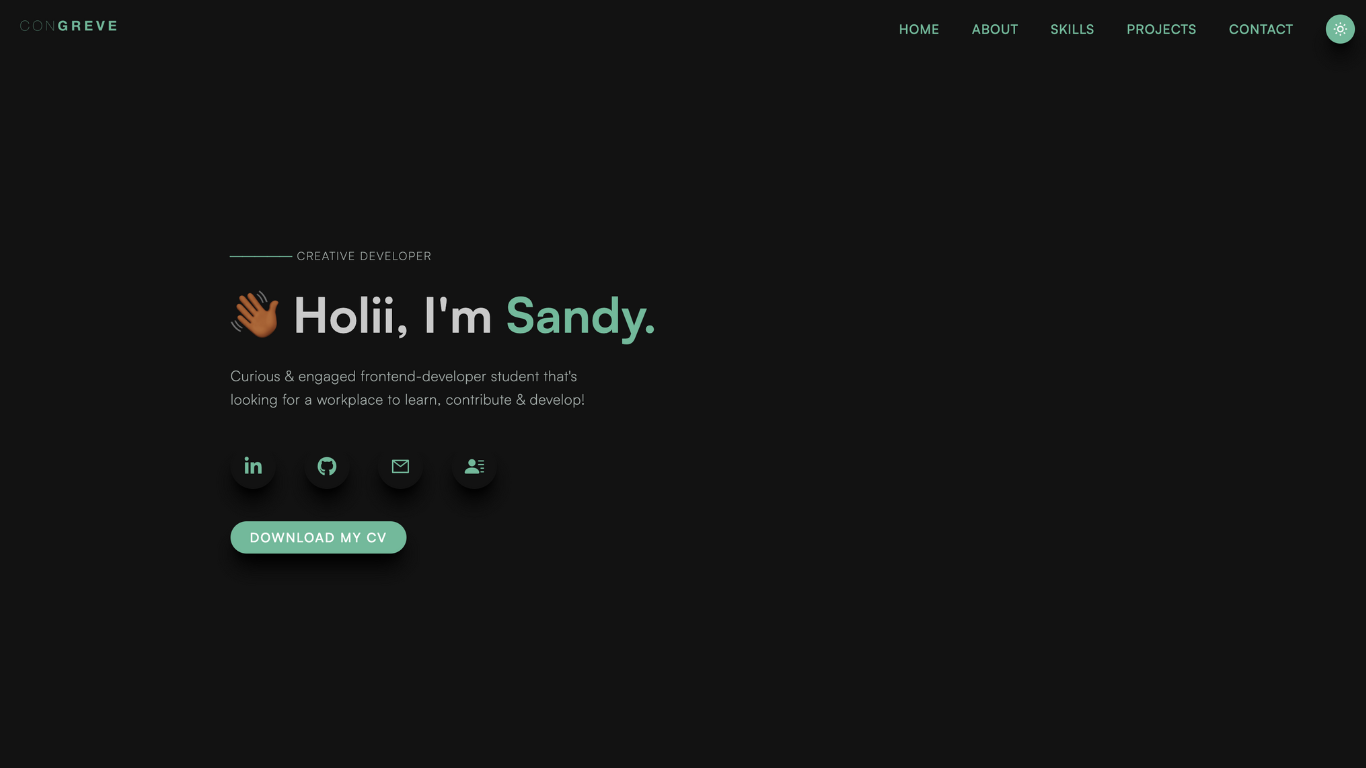 CONGREVE
HOME
ABOUT
SKILLS
PROJECTS
CONTACT
CREATIVE DEVELOPER
Holii, I'm Sandy.
Curious & engaged frontend-developer student that's
looking for a workplace to learn, contribute & develop!
in
DOWNLOAD MY CV